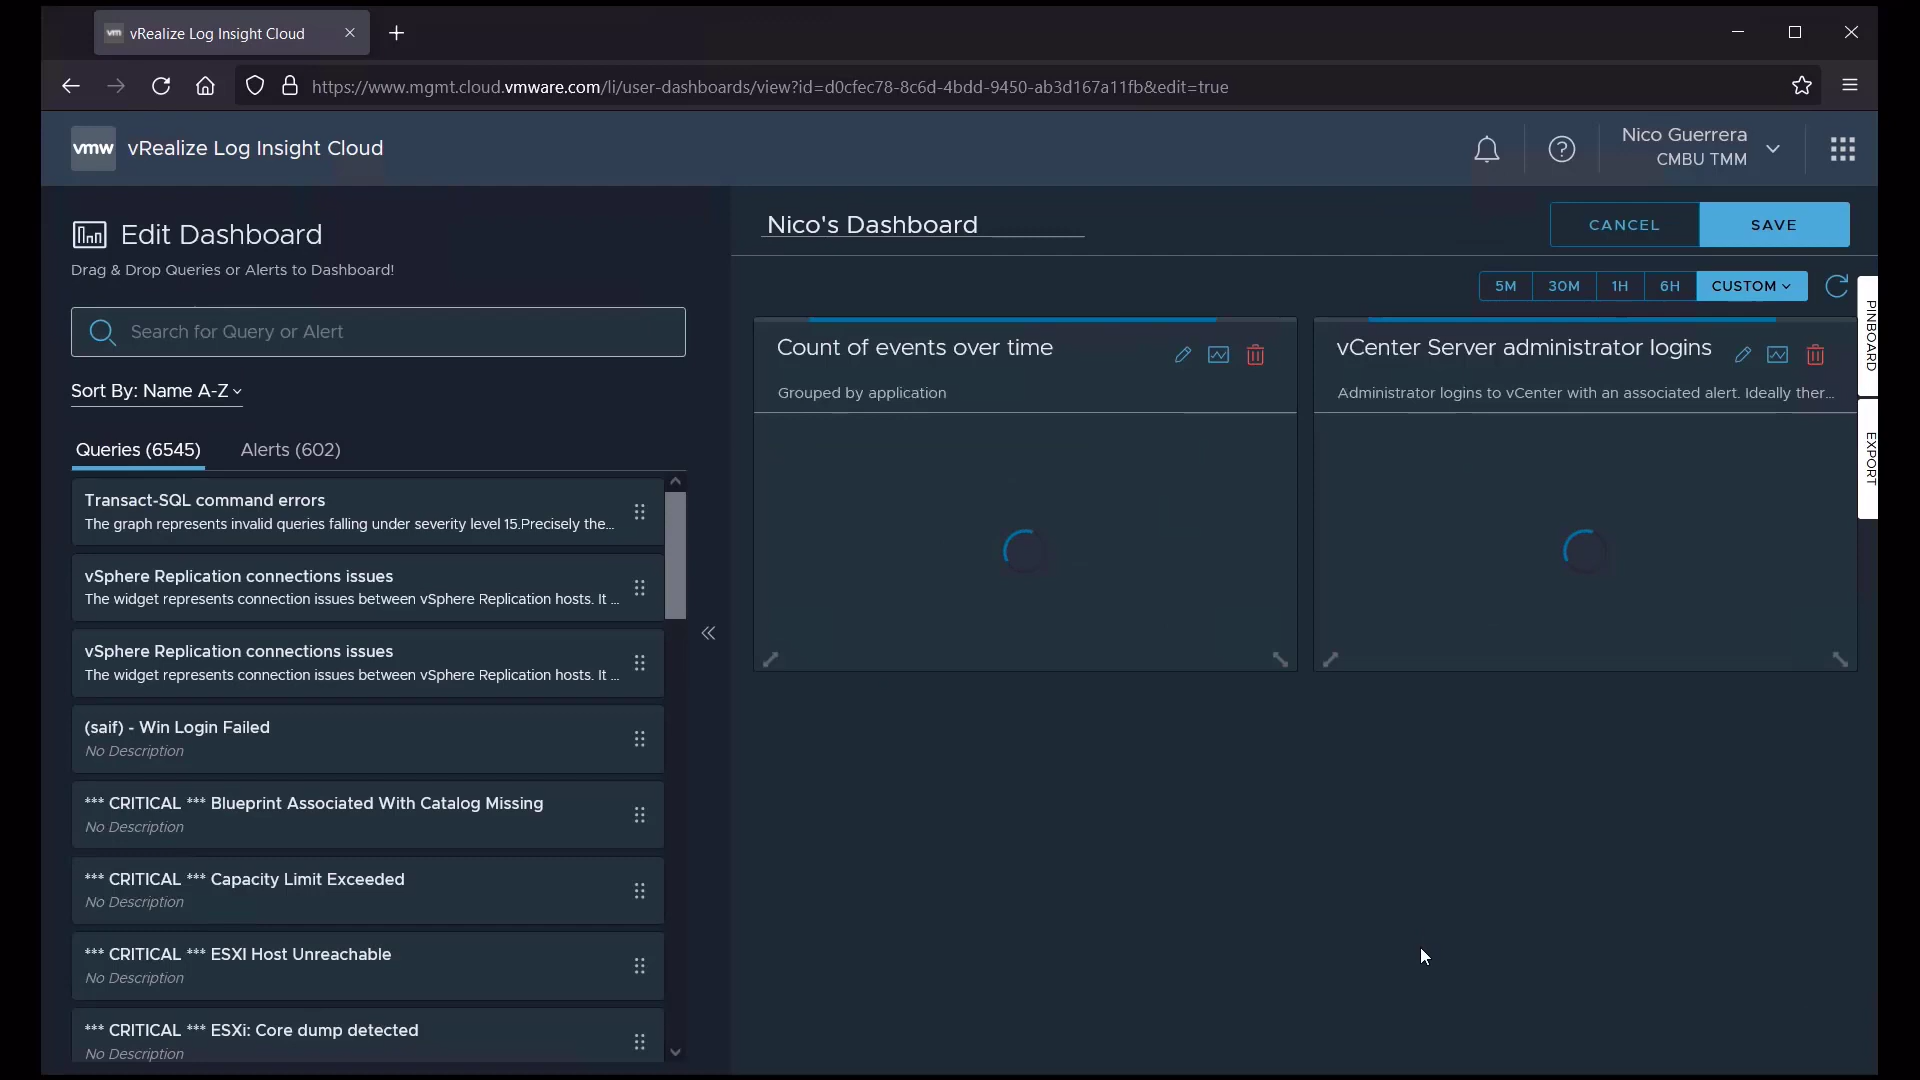 vm vRealize Log Insight Cloud
https://www.mgmt.cloud.vmware.com/li/user-dashboards/view?id=d0cfec78-8c6d-4bdd-9450-ab3d167a11fb&edit=true
vmw vRealize Log Insight Cloud
Nico Guerrera
CMBU TMM
Edit Dashboard
Drag & Drop Queries or Alerts to Dashboard!
Search for Query or Alert
Sort By: Name A-Z
Queries (6545) Alerts (602)
Transact-SQL command errors
The graph represents invalid queries falling under severity level 15.Precisely the...
vSphere Replication connections issues
The widget represents connection issues between vSphere Replication hosts. It ...
vSphere Replication connections issues
The widget represents connection issues between vSphere Replication hosts. It ...
(saif) - Win Login Failed
No Description
*** CRITICAL *** Blueprint Associated With Catalog Missing
No Description
*** CRITICAL *** Capacity Limit Exceeded
No Description
*** CRITICAL *** ESXI Host Unreachable
No Description
*** CRITICAL *** ESXi: Core dump detected
No Description
Nico's Dashboard
CANCEL SAVE
5M 30M 1H 6H CUSTOM
Count of events over time
Grouped by application
vCenter Server administrator logins
Administrator logins to vCenter with an associated alert. Ideally ther...
PINBOARD
EXPORT